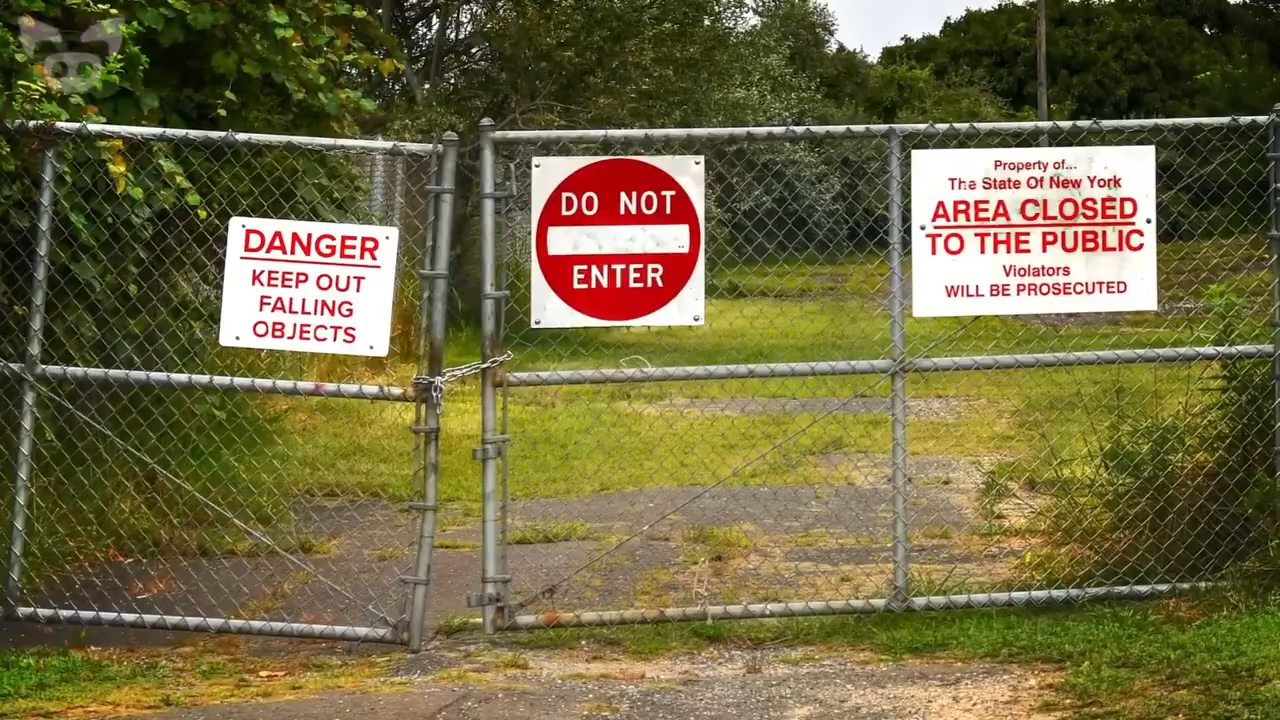 DANGER
KEEP OUT
FALLING
OBJECTS
DO NOT
ENTER
Property of...
The State Of New York
AREA CLOSED
TO THE PUBLIC
Violators
WILL BE PROSECUTED